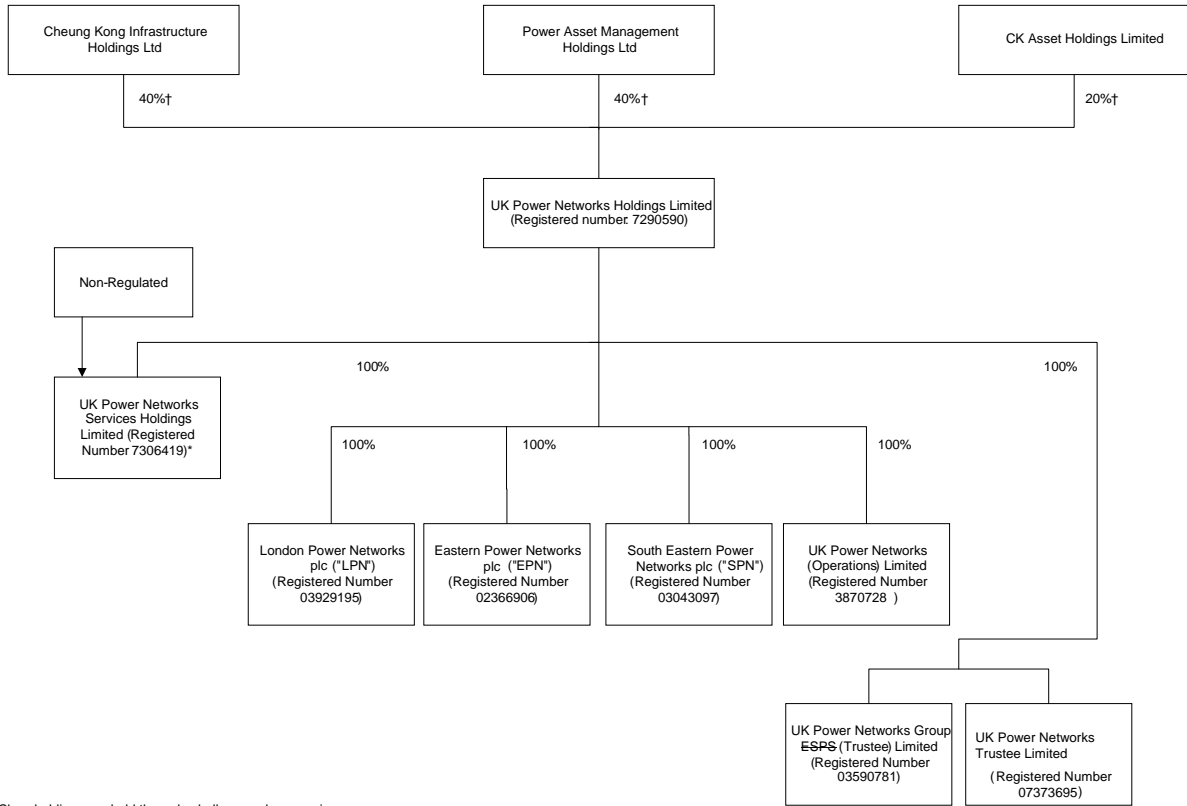 Cheung Kong Infrastructure
Holdings Ltd
Power Asset Management
Holdings Ltd
CK Asset Holdings Limited
40%†
40%†
20%†
UK Power Networks Holdings Limited
(Registered number: 7290590)
Non-Regulated
100%
100%
UK Power Networks
Services Holdings
Limited (Registered
Number 7306419)*
100%
100%
100%
100%
London Power Networks
plc ("LPN")
(Registered Number
03929195)
Eastern Power Networks
plc ("EPN")
(Registered Number
02366906)
South Eastern Power
Networks plc ("SPN")
(Registered Number
03043097)
UK Power Networks
(Operations) Limited
(Registered Number
3870728 )
UK Power Networks Group
ESPS (Trustee) Limited
(Registered Number
03590781)
UK Power Networks
Trustee Limited
(Registered Number
07373695)